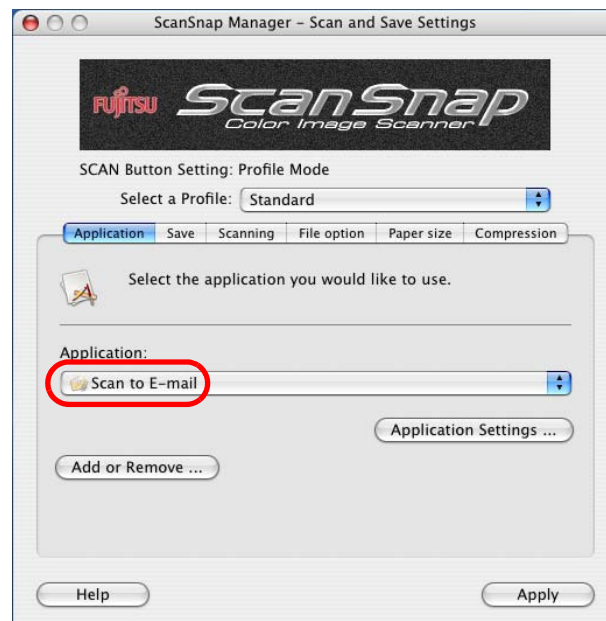 ScanSnap Manager – Scan and Save Settings
FUJITSU ScanSnap
Color Image Scanner
SCAN Button Setting: Profile Mode
Select a Profile: Standard
Application Save Scanning File option Paper size Compression
Select the application you would like to use.
Application:
Scan to E-mail
Application Settings ...
Add or Remove ...
Help Apply